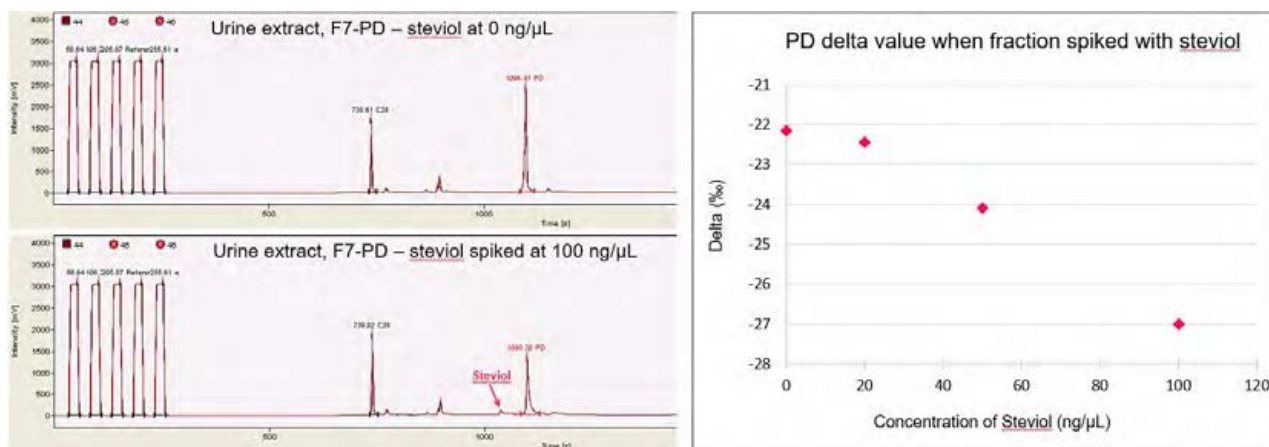 44 45 46
Urine extract, F7-PD – steviol at 0 ng/µL
4000
3500
3000
2500
2000
1500
1000
500
0
Intensity [mV]
738.61 C20
PD
500
1000
Time [s]
44 45 46
Urine extract, F7-PD – steviol spiked at 100 ng/µL
4000
3500
3000
2500
2000
1500
1000
500
0
Intensity [mV]
739.02 C20
PD
Steviol
500
1000
Time [s]
PD delta value when fraction spiked with steviol
-21
-22
-23
-24
-25
-26
-27
-28
Delta (‰)
0 20 40 60 80 100 120
Concentration of Steviol (ng/µL)